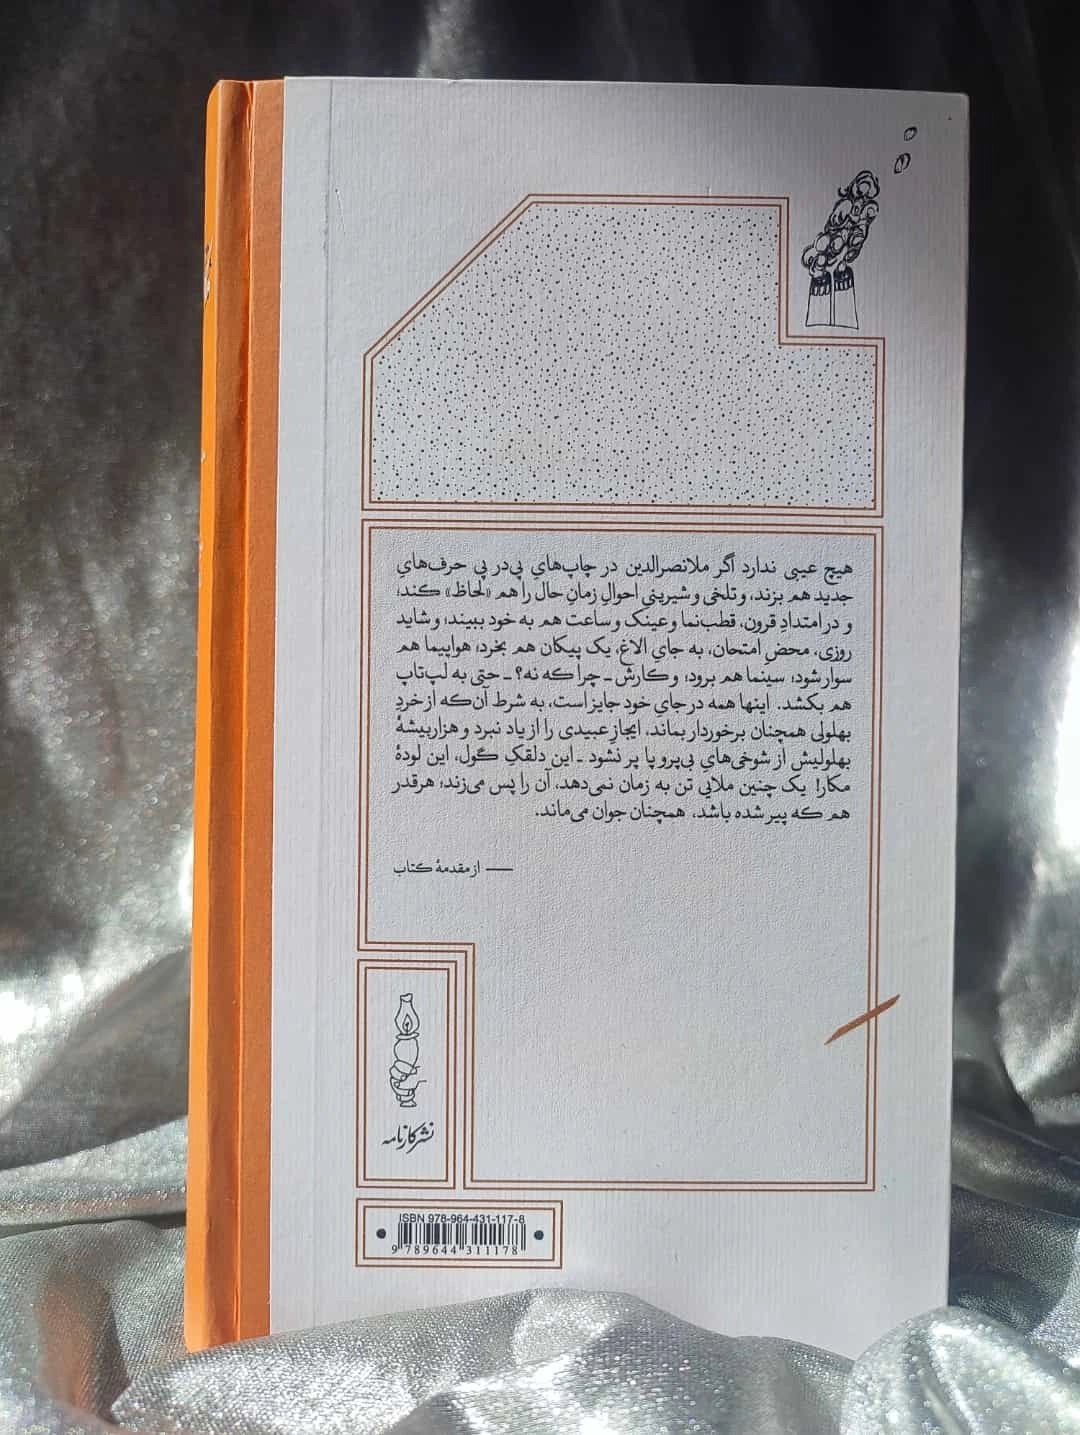 هیچ عیبی ندارد اگر ملانصرالدین در چاپ‌هایِ پی‌در پی حرف‌هایِ
جدید هم بزند، و تلخی و شیرینیِ احوالِ زمانِ حال را هم «لحاظ» کند؛
و در امتدادِ قرون، قطب‌نما و عینک و ساعت هم به خود ببیند؛ و شاید
روزی، محضِ امتحان، به جایِ الاغ، یک پیکان هم بخرد؛ هواپیما هم
سوار شود؛ سینما هم برود؛ و کارش ـ چرا که نه؟ ـ حتی به لپ‌تاپ
هم بکشد. اینها همه در جایِ خود جایز است، به شرط آن‌که از خردِ
بهلولی همچنان برخوردار بماند، ایجازِ عبیدی را از یاد نبرد و هزارپیشهٔ
بهلولیش از شوخی‌هایِ بی‌پروپا پر نشود ـ این دلقکِ گول، این لودهٔ
مکار! یک چنین ملایی تن به زمان نمی‌دهد، آن را پس می‌زند؛ هرقدر
هم که پیر شده باشد، همچنان جوان می‌ماند.
— از مقدمهٔ کتاب
نشر کارنامه
ISBN 978-964-431-117-8
9 789644 311178